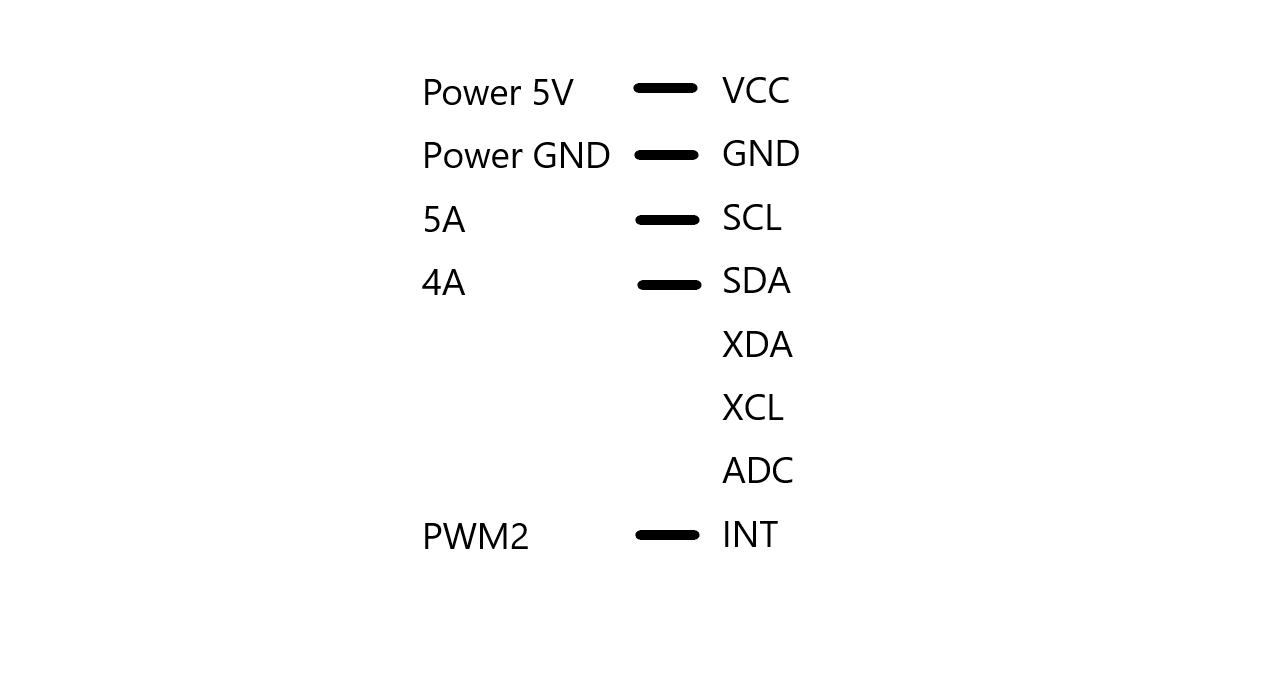 Power 5V VCC
Power GND GND
5A SCL
4A SDA
XDA
XCL
ADC
PWM2 INT